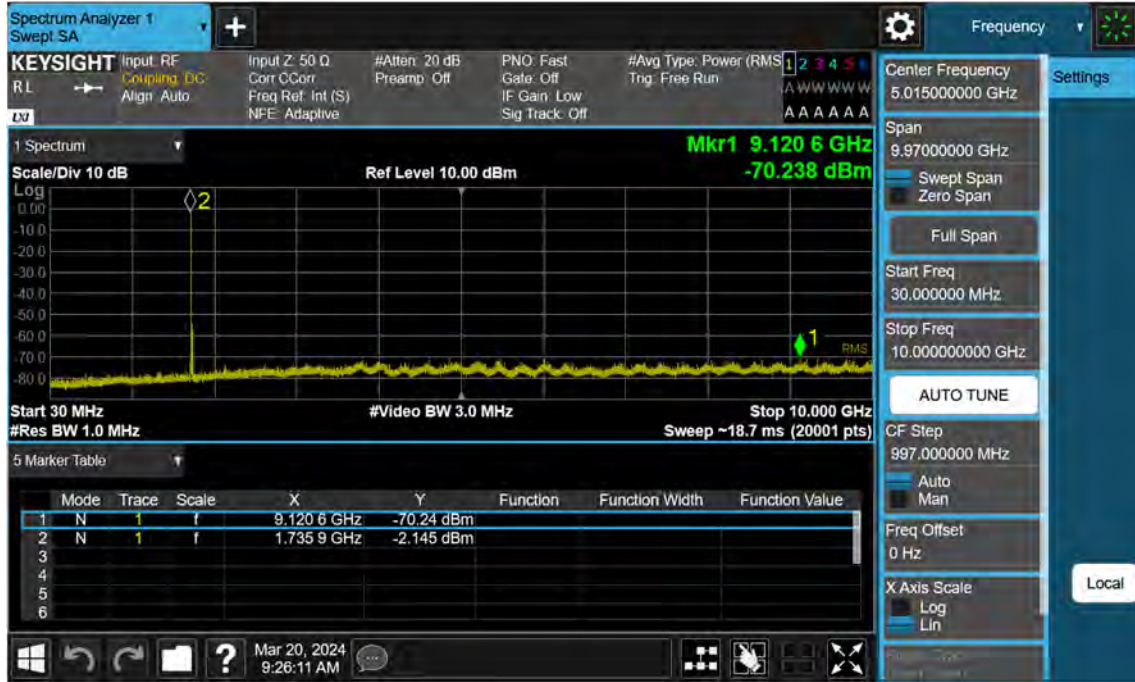 Spectrum Analyzer 1
Swept SA
+
Frequency
KEYSIGHT
RL
LXI
Input: RF
Coupling: DC
Align: Auto
Input Z: 50 Ω
Corr CCorr
Freq Ref: Int (S)
NFE: Adaptive
#Atten: 20 dB
Preamp: Off
PNO: Fast
Gate: Off
IF Gain: Low
Sig Track: Off
#Avg Type: Power (RMS
Trig: Free Run
1 2 3 4 5 6
A W W W W W
A A A A A A
1 Spectrum
Scale/Div 10 dB
Ref Level 10.00 dBm
Mkr1 9.120 6 GHz
-70.238 dBm
Log
0.00
-10.0
-20.0
-30.0
-40.0
-50.0
-60.0
-70.0
-80.0
2
1
RMS
Start 30 MHz
#Video BW 3.0 MHz
Stop 10.000 GHz
#Res BW 1.0 MHz
Sweep ~18.7 ms (20001 pts)
5 Marker Table
Mode Trace Scale X Y Function Function Width Function Value
1 N 1 f 9.120 6 GHz -70.24 dBm
2 N 1 f 1.735 9 GHz -2.145 dBm
3
4
5
6
?
Mar 20, 2024
9:26:11 AM
Center Frequency
5.015000000 GHz
Settings
Span
9.97000000 GHz
Swept Span
Zero Span
Full Span
Start Freq
30.000000 MHz
Stop Freq
10.000000000 GHz
AUTO TUNE
CF Step
997.000000 MHz
Auto
Man
Freq Offset
0 Hz
X Axis Scale
Log
Lin
Local